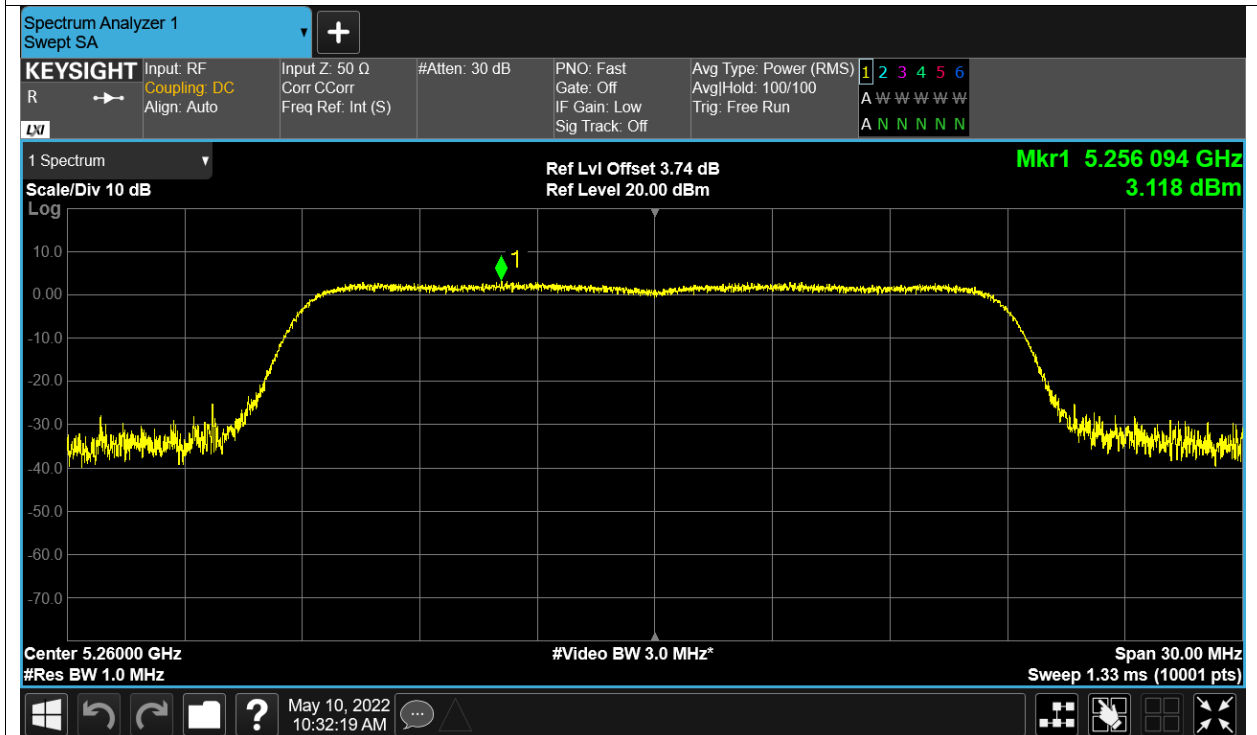 Spectrum Analyzer 1
Swept SA
+
KEYSIGHT
R
LXI
Input: RF
Coupling: DC
Align: Auto
Input Z: 50 Ω
Corr CCorr
Freq Ref: Int (S)
#Atten: 30 dB
PNO: Fast
Gate: Off
IF Gain: Low
Sig Track: Off
Avg Type: Power (RMS)
Avg|Hold: 100/100
Trig: Free Run
1 2 3 4 5 6
A W W W W W
A N N N N N
1 Spectrum
Scale/Div 10 dB
Log
Ref Lvl Offset 3.74 dB
Ref Level 20.00 dBm
Mkr1 5.256 094 GHz
3.118 dBm
1
10.0
0.00
-10.0
-20.0
-30.0
-40.0
-50.0
-60.0
-70.0
Center 5.26000 GHz
#Res BW 1.0 MHz
#Video BW 3.0 MHz*
Span 30.00 MHz
Sweep 1.33 ms (10001 pts)
?
May 10, 2022
10:32:19 AM